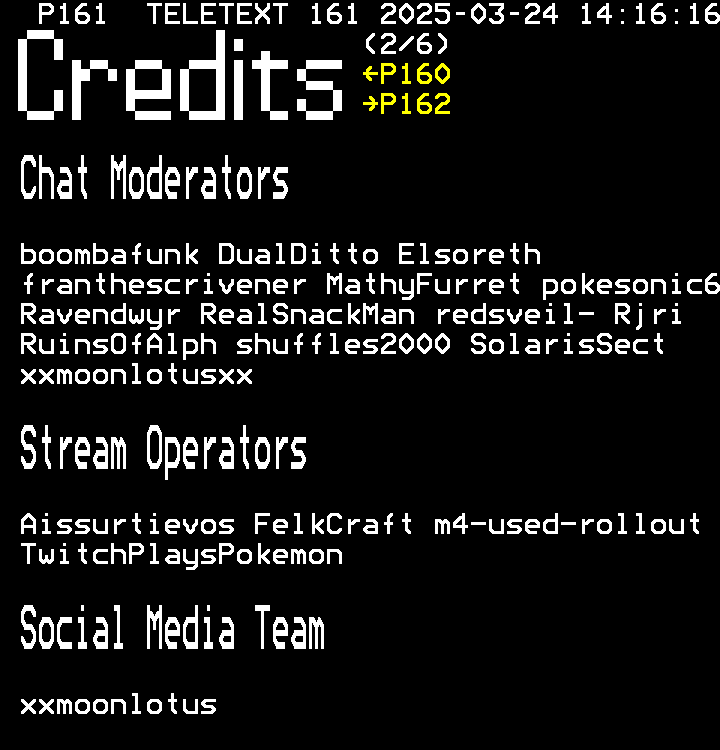 P161 TELETEXT 161 2025-03-24 14:16:16
Credits
(2/6)
←P160
→P162
Chat Moderators
boombafunk DualDitto Elsoreth
franthescrivener MathyFurret pokesonic6
Ravendwyr RealSnackMan redsveil- Rjri
RuinsOfAlph shuffles2000 SolarisSect
xxmoonlotusxx
Stream Operators
Aissurtievos FelkCraft m4-used-rollout
TwitchPlaysPokemon
Social Media Team
xxmoonlotus